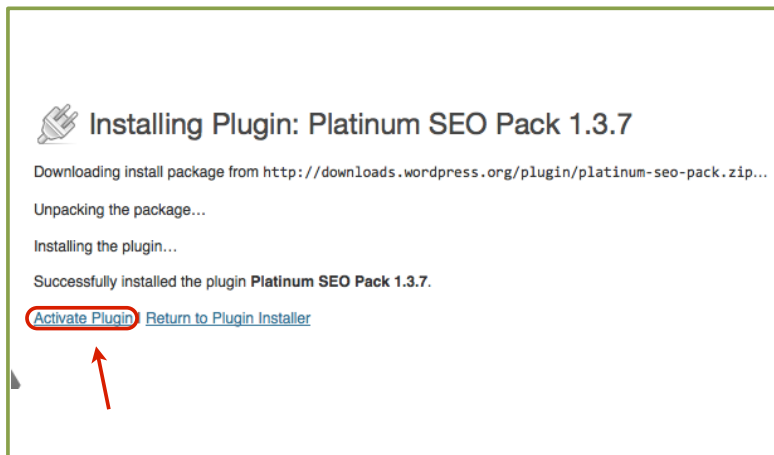 Installing Plugin: Platinum SEO Pack 1.3.7
Downloading install package from http://downloads.wordpress.org/plugin/platinum-seo-pack.zip…
Unpacking the package…
Installing the plugin…
Successfully installed the plugin Platinum SEO Pack 1.3.7.
Activate Plugin | Return to Plugin Installer